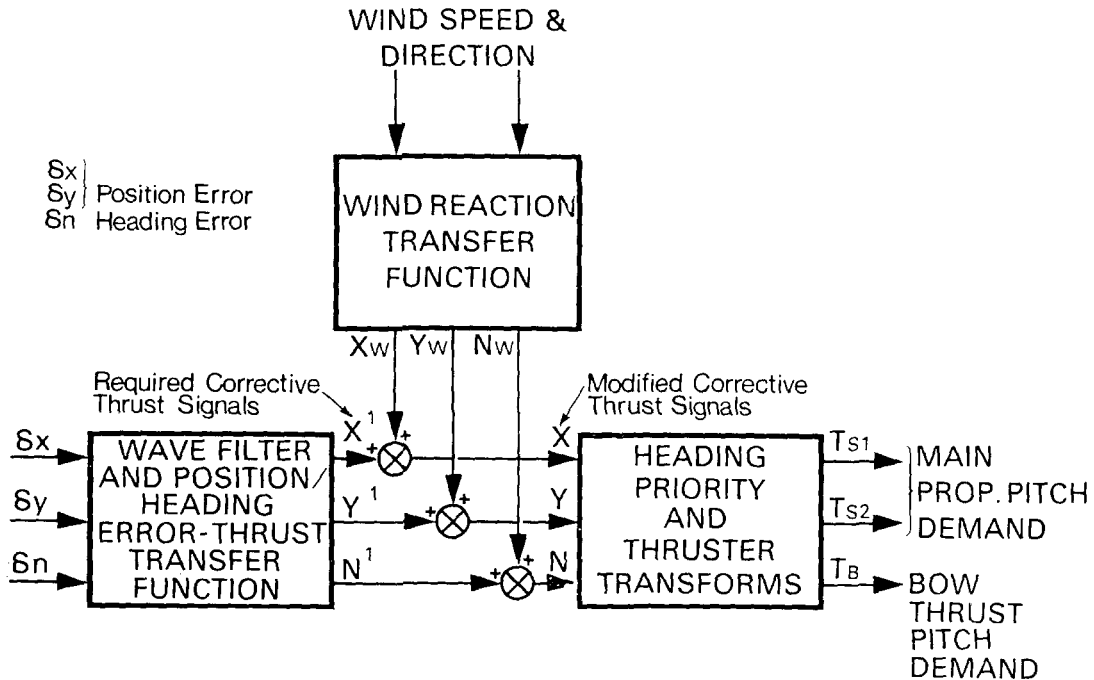 WIND SPEED &
DIRECTION
δx
δy} Position Error
δn Heading Error
WIND REACTION
TRANSFER
FUNCTION
Xw Yw Nw
Required Corrective
Thrust Signals
Modified Corrective
Thrust Signals
δx
δy
δn
WAVE FILTER
AND POSITION/
HEADING
ERROR-THRUST
TRANSFER
FUNCTION
X¹
+ +
Y¹
+ +
N¹
+ +
X
Y
N
HEADING
PRIORITY
AND
THRUSTER
TRANSFORMS
TS1
TS2
TB
MAIN
PROP. PITCH
DEMAND
BOW
THRUST
PITCH
DEMAND